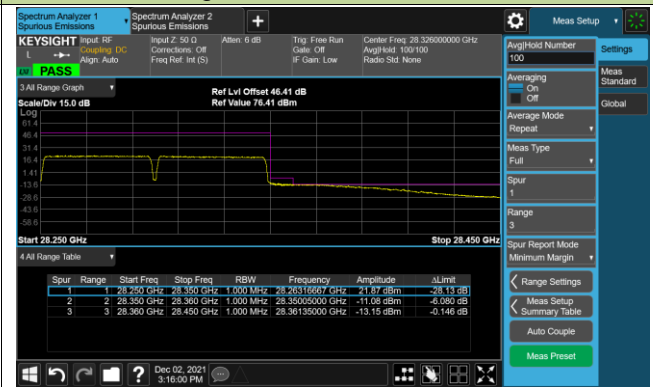 Spectrum Analyzer 1
Spurious Emissions
Spectrum Analyzer 2
Spurious Emissions
+
Meas Setup
KEYSIGHT
L
PASS
Input: RF
Coupling: DC
Align: Auto
Input Z: 50 Ω
Corrections: Off
Freq Ref: Int (S)
Atten: 6 dB
Trig: Free Run
Gate: Off
IF Gain: Low
Center Freq: 28.326000000 GHz
Avg|Hold: 100/100
Radio Std: None
3 All Range Graph
Scale/Div 15.0 dB
Ref Lvl Offset 46.41 dB
Ref Value 76.41 dBm
Log
61.4
46.4
31.4
16.4
1.41
-13.6
-28.6
-43.6
-58.6
Start 28.250 GHz
Stop 28.450 GHz
4 All Range Table
Spur Range Start Freq Stop Freq RBW Frequency Amplitude ΔLimit
1 1 28.250 GHz 28.350 GHz 1.000 MHz 28.26316667 GHz 21.87 dBm -28.13 dB
2 2 28.350 GHz 28.360 GHz 1.000 MHz 28.35005000 GHz -11.08 dBm -6.080 dB
3 3 28.360 GHz 28.450 GHz 1.000 MHz 28.36135000 GHz -13.15 dBm -0.146 dB
Avg|Hold Number
100
Averaging
On
Off
Average Mode
Repeat
Meas Type
Full
Spur
1
Range
3
Spur Report Mode
Minimum Margin
Range Settings
Meas Setup
Summary Table
Auto Couple
Meas Preset
Settings
Meas
Standard
Global
?
Dec 02, 2021
3:16:00 PM